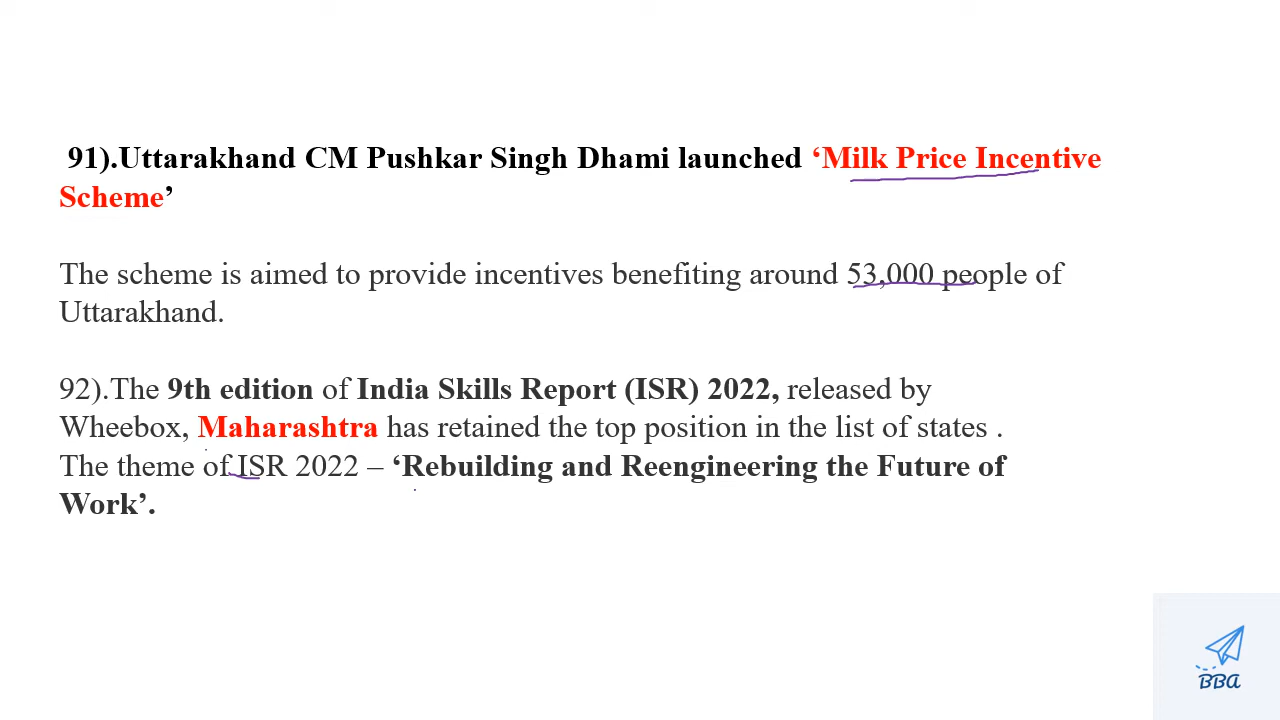 91).Uttarakhand CM Pushkar Singh Dhami launched ‘Milk Price Incentive
Scheme’
The scheme is aimed to provide incentives benefiting around 53,000 people of
Uttarakhand.
92).The 9th edition of India Skills Report (ISR) 2022, released by
Wheebox, Maharashtra has retained the top position in the list of states .
The theme of ISR 2022 – ‘Rebuilding and Reengineering the Future of
Work’.
BBA